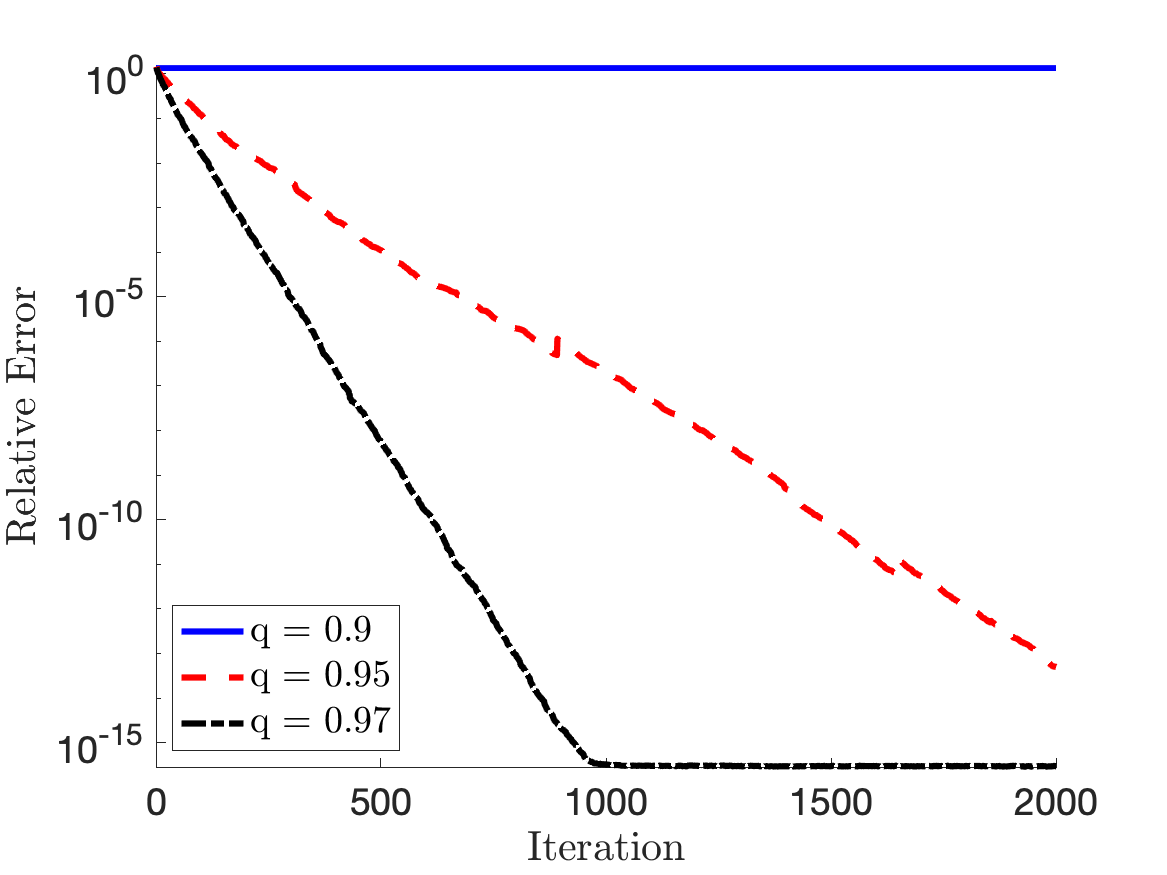 10^0
10^-5
10^-10
10^-15
Relative Error
q = 0.9
q = 0.95
q = 0.97
0 500 1000 1500 2000
Iteration